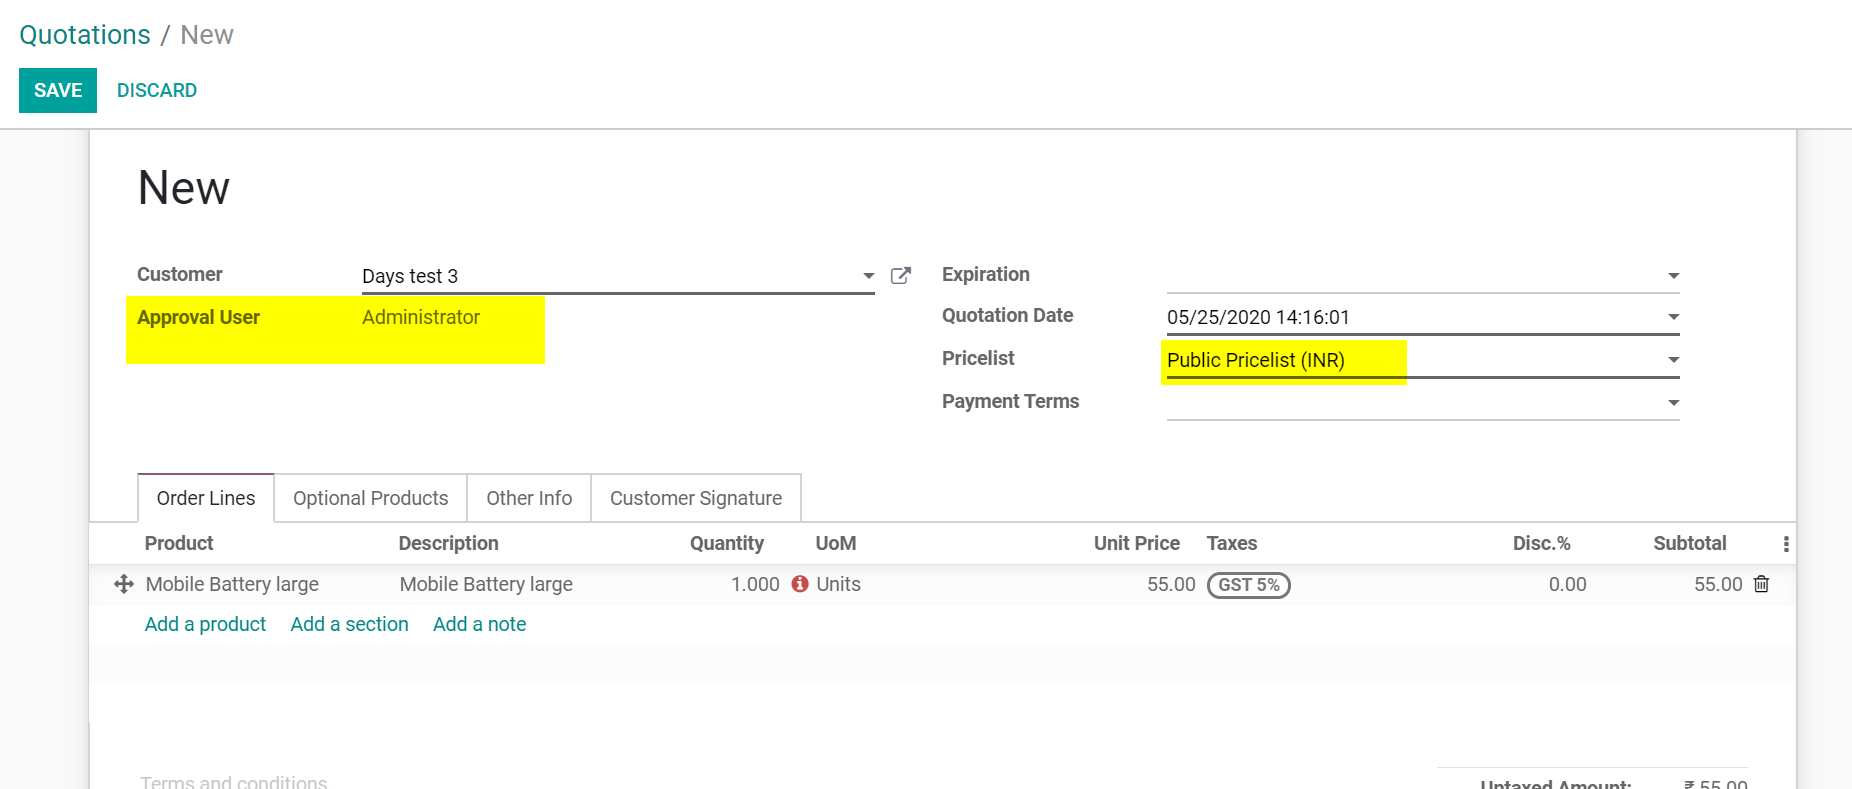 Quotations / New
SAVE DISCARD
New
Customer Days test 3
Approval User Administrator
Expiration
Quotation Date 05/25/2020 14:16:01
Pricelist Public Pricelist (INR)
Payment Terms
Order Lines Optional Products Other Info Customer Signature
Product Description Quantity UoM Unit Price Taxes Disc.% Subtotal
Mobile Battery large Mobile Battery large 1.000 Units 55.00 GST 5% 0.00 55.00
Add a product Add a section Add a note
Terms and conditions
Untaxed Amount: ₹ 55.00